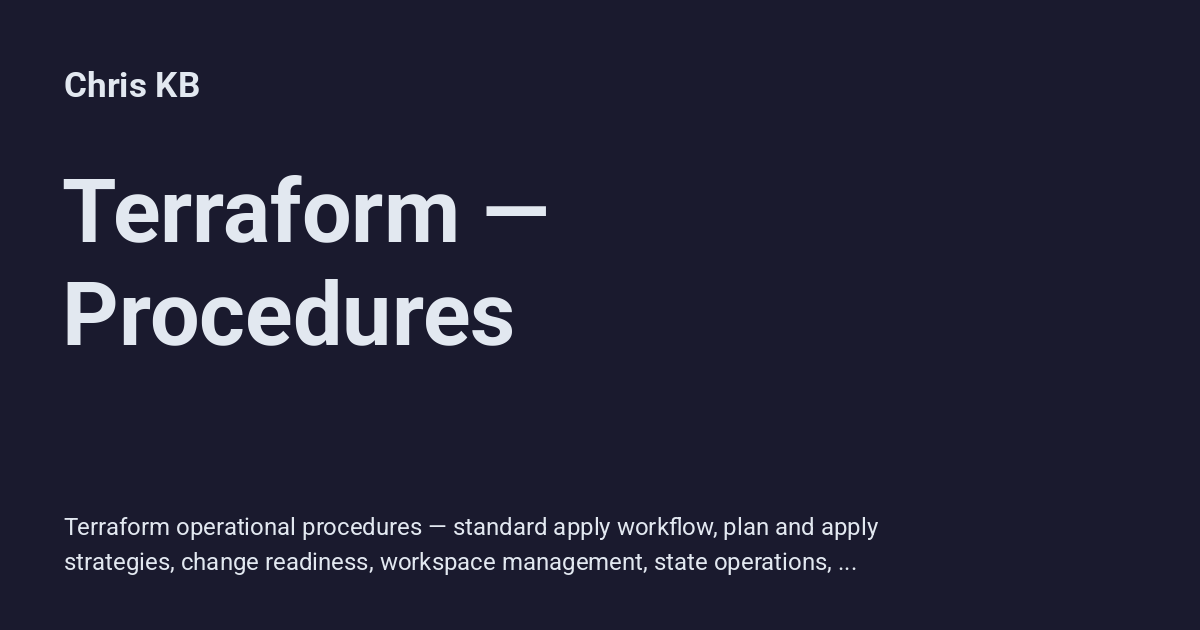 Chris KB
Terraform —
Procedures
Terraform operational procedures — standard apply workflow, plan and apply
strategies, change readiness, workspace management, state operations, ...